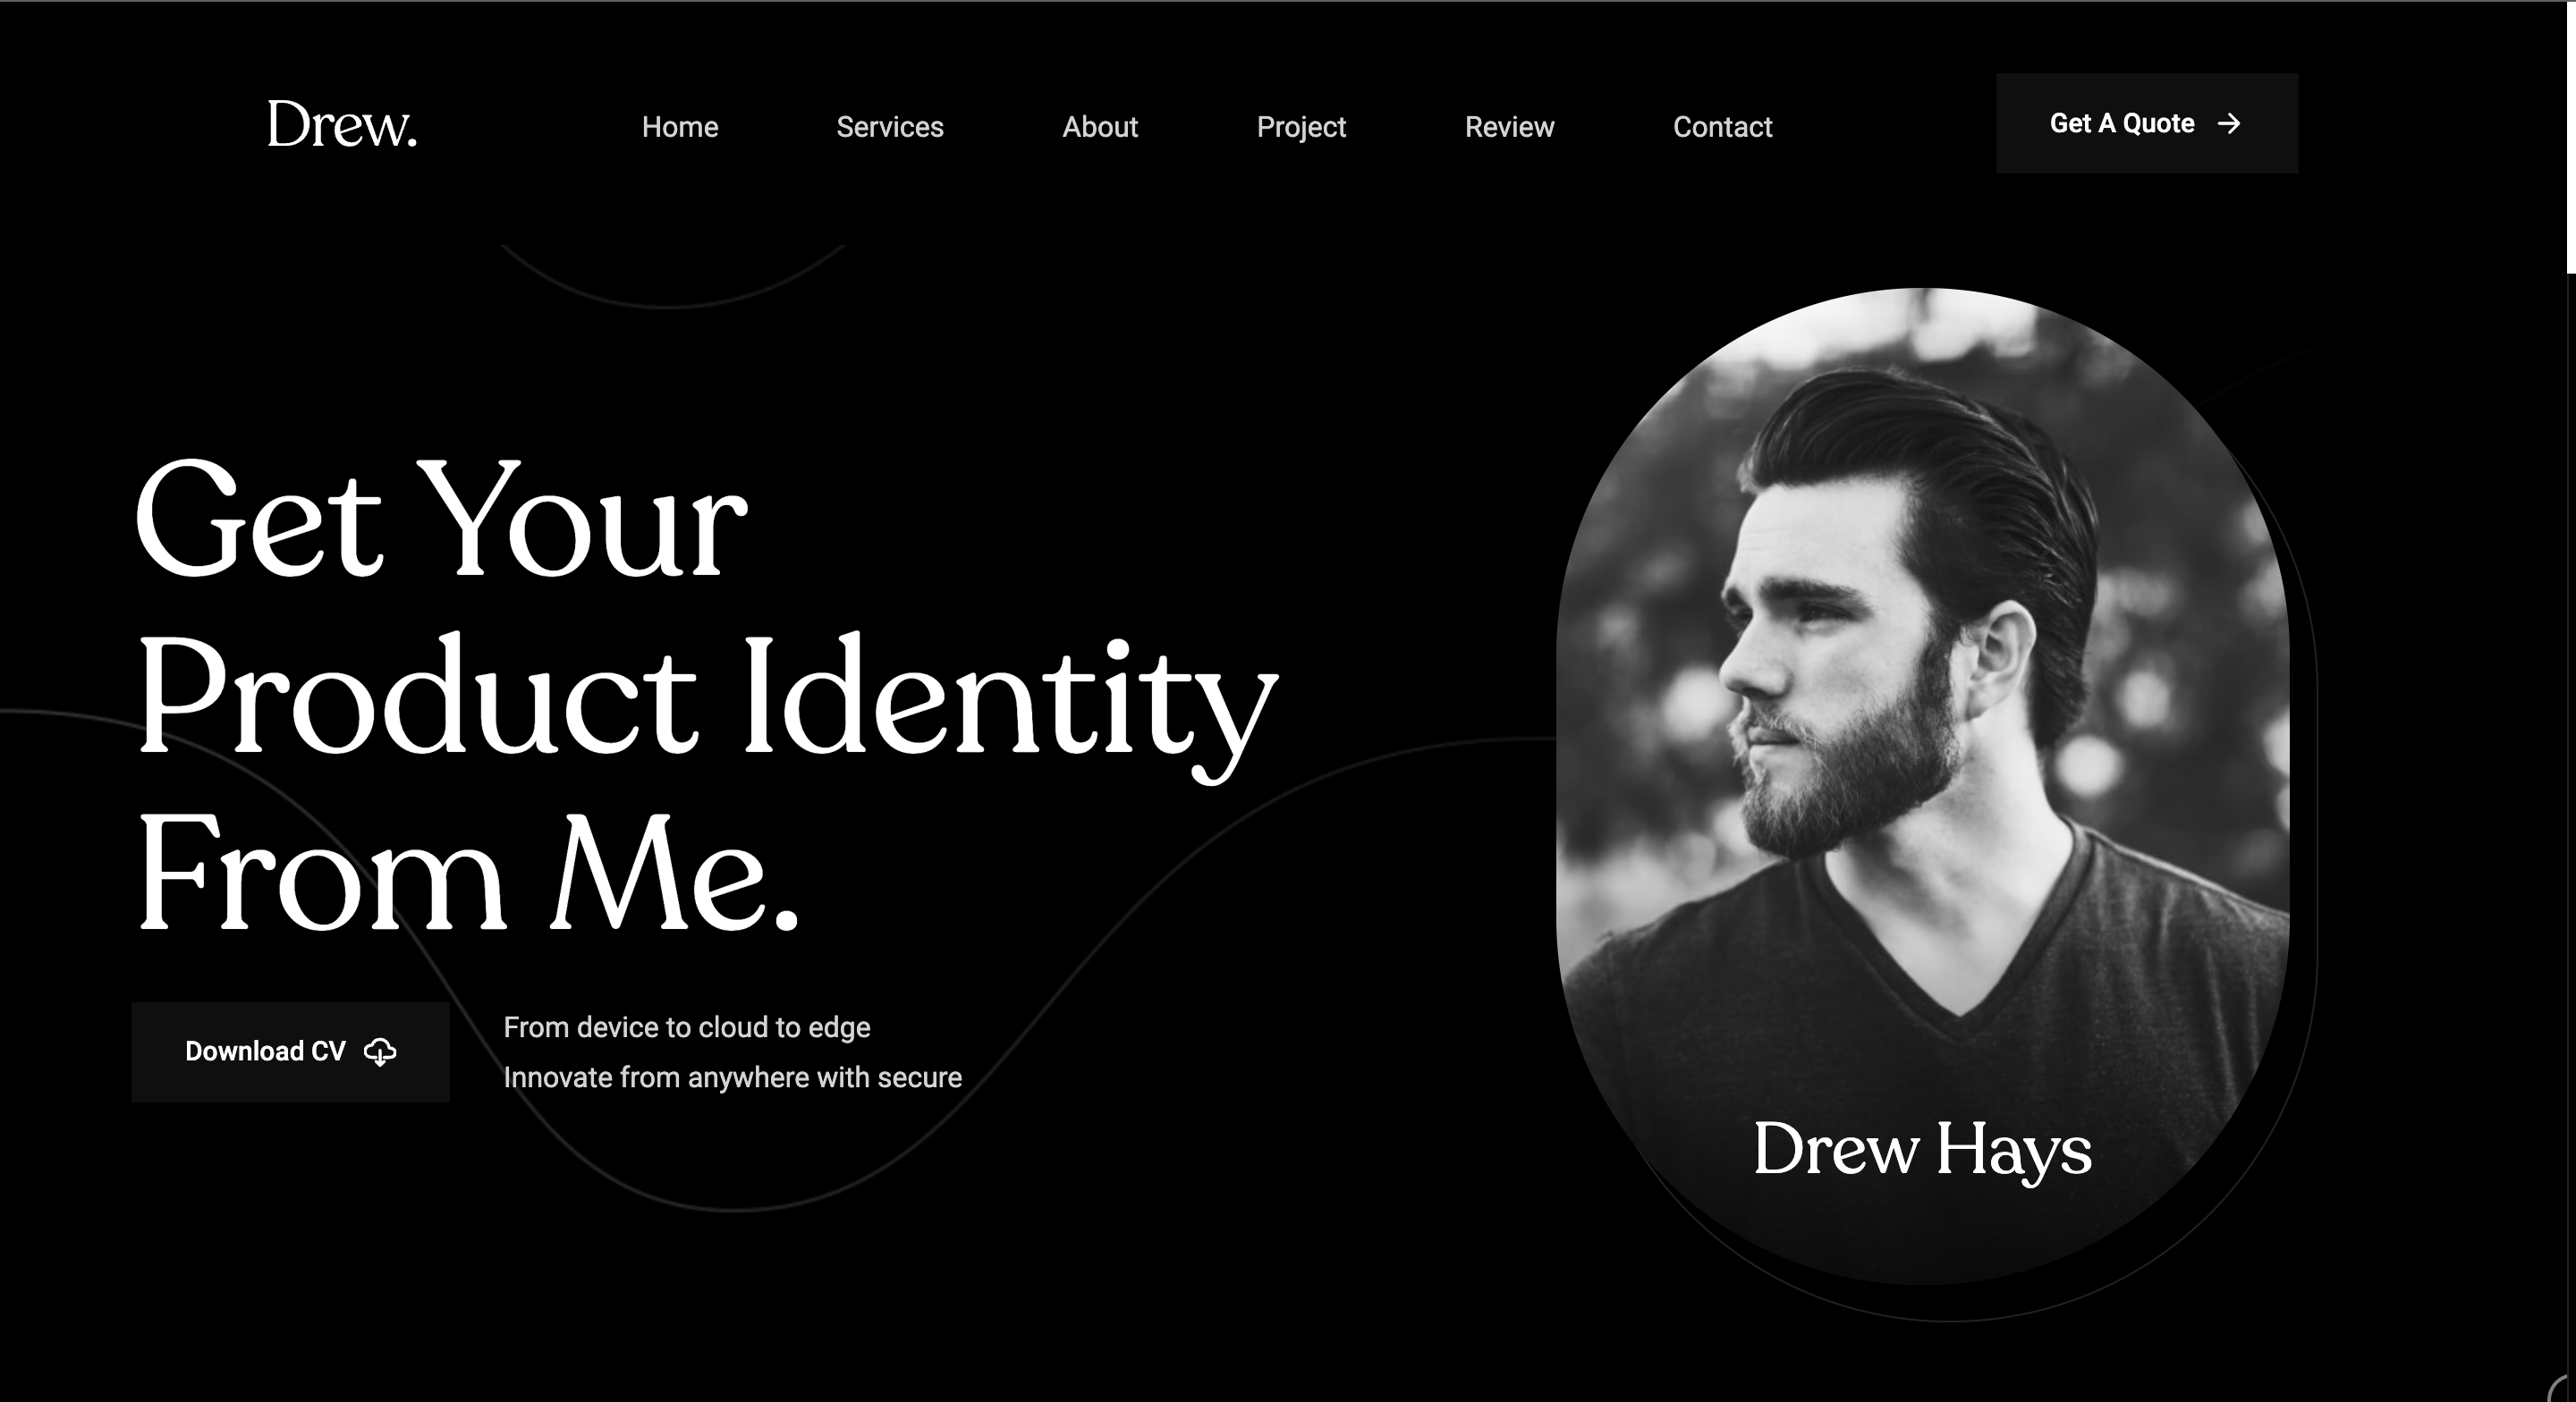 Drew.
Home Services About Project Review Contact
Get A Quote
Get Your
Product Identity
From Me.
Download CV
From device to cloud to edge
Innovate from anywhere with secure
Drew Hays